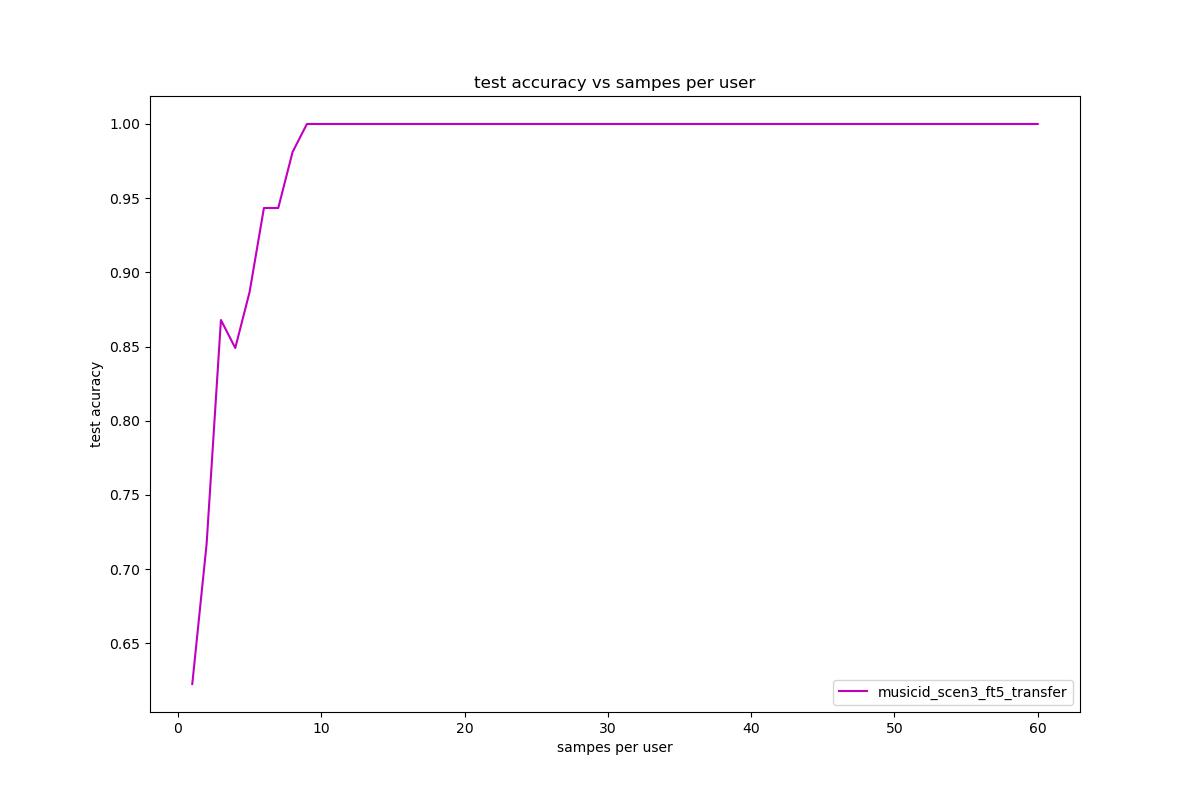 test accuracy vs sampes per user
1.00
0.95
0.90
0.85
0.80
0.75
0.70
0.65
test acuracy
musicid_scen3_ft5_transfer
0 10 20 30 40 50 60
sampes per user